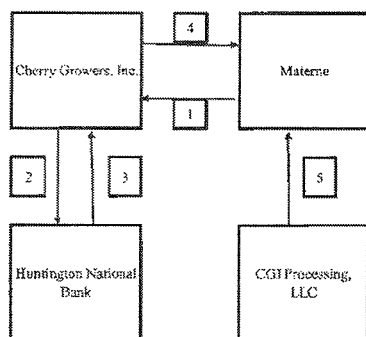 4
Cherry Growers, Inc.
Materne
1
2
3
5
Huntington National
Bank
CGI Processing,
LLC